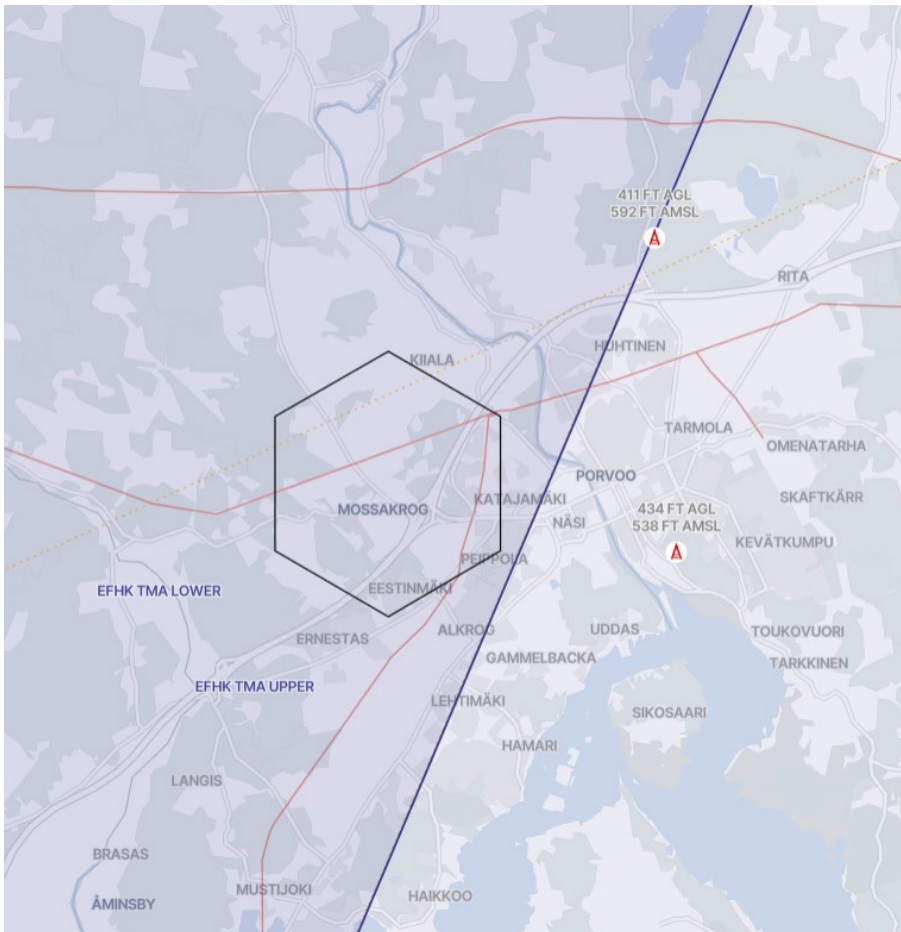 411 FT AGL
592 FT AMSL
RITA
HUHTINEN
KIIALA
TARMOLA
OMENATARHA
PORVOO
KATAJAMÄKI
SKAFTKÄRR
MOSSAKROG
434 FT AGL
538 FT AMSL
NÄSI
KEVÄTKUMPU
PEIPPOLA
EESTINMÄKI
EFHK TMA LOWER
ALKROG
UDDAS
TOUKOVUORI
ERNESTAS
GAMMELBACKA
TARKKINEN
EFHK TMA UPPER
LEHTIMÄKI
SIKOSAARI
HAMARI
LANGIS
BRASAS
MUSTIJOKI
HAIKKOO
ÅMINSBY